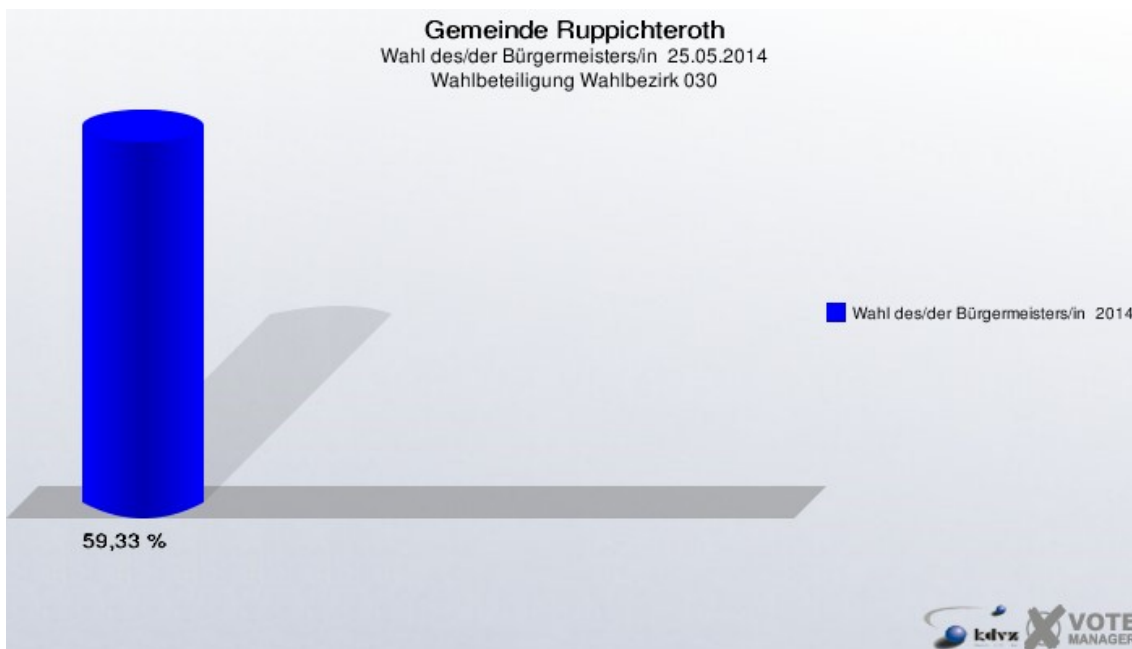 Gemeinde Ruppichteroth
Wahl des/der Bürgermeisters/in 25.05.2014
Wahlbeteiligung Wahlbezirk 030
Wahl des/der Bürgermeisters/in 2014
59,33 %
kdvz
VOTE
MANAGER